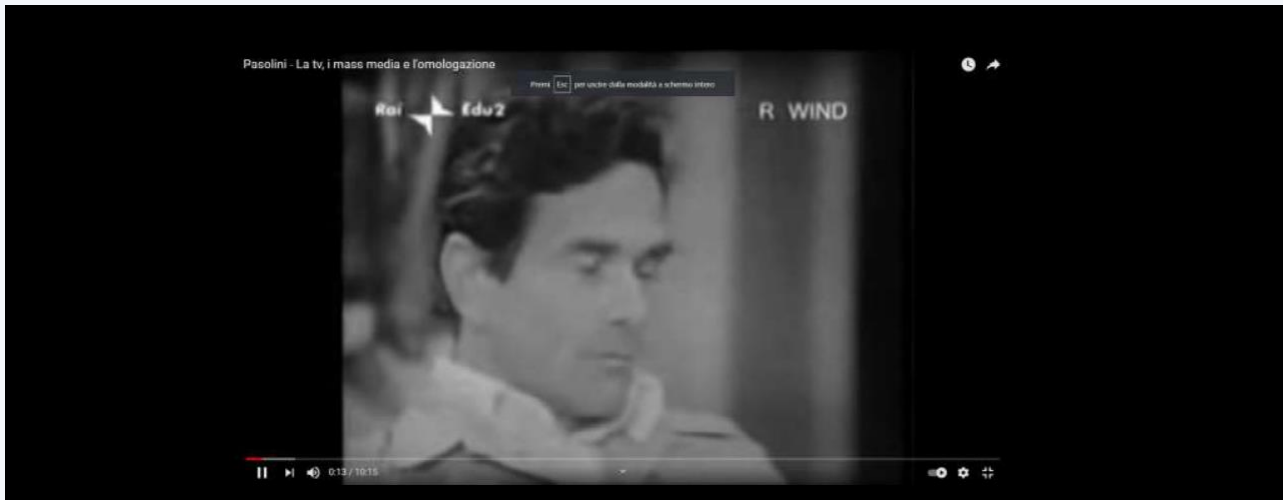 Pasolini - La tv, i mass media e l'omologazione
Premi Esc per uscire dalla modalità a schermo intero
Rai Edu2
R WIND
0:13 / 10:15